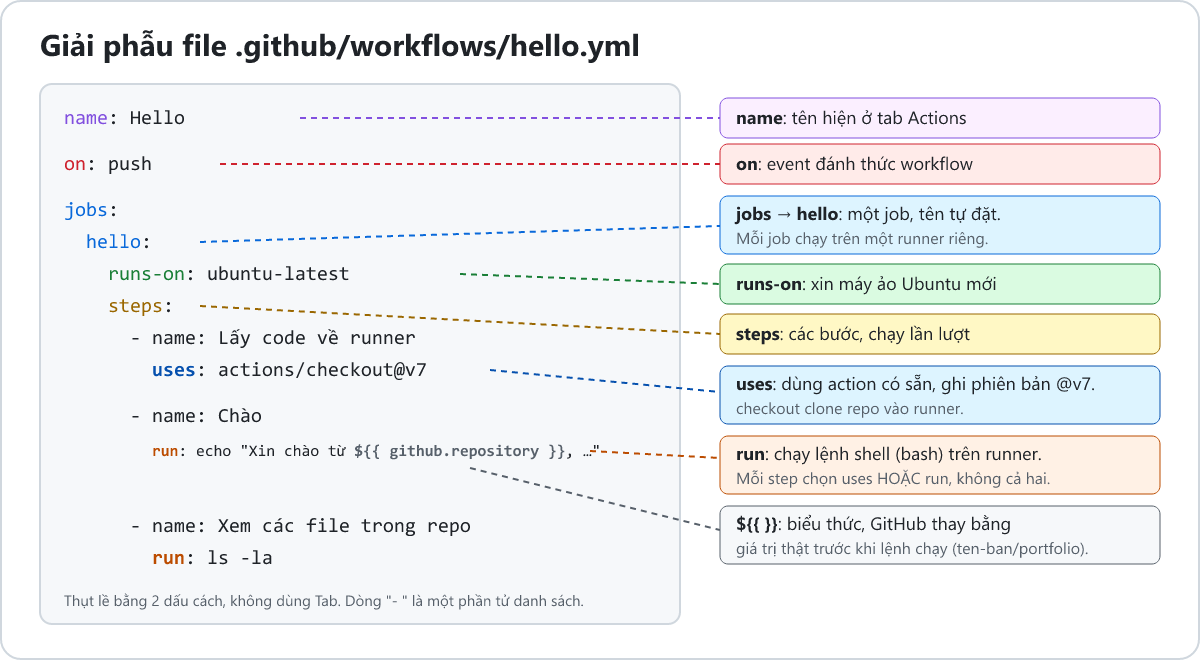 Giải phẫu file .github/workflows/hello.yml
name: Hello
on: push
jobs:
hello:
runs-on: ubuntu-latest
steps:
- name: Lấy code về runner
uses: actions/checkout@v7
- name: Chào
run: echo "Xin chào từ ${{ github.repository }}, …"
- name: Xem các file trong repo
run: ls -la
Thụt lề bằng 2 dấu cách, không dùng Tab. Dòng "- " là một phần tử danh sách.
name: tên hiện ở tab Actions
on: event đánh thức workflow
jobs → hello: một job, tên tự đặt.
Mỗi job chạy trên một runner riêng.
runs-on: xin máy ảo Ubuntu mới
steps: các bước, chạy lần lượt
uses: dùng action có sẵn, ghi phiên bản @v7.
checkout clone repo vào runner.
run: chạy lệnh shell (bash) trên runner.
Mỗi step chọn uses HOẶC run, không cả hai.
${{ }}: biểu thức, GitHub thay bằng
giá trị thật trước khi lệnh chạy (ten-ban/portfolio).